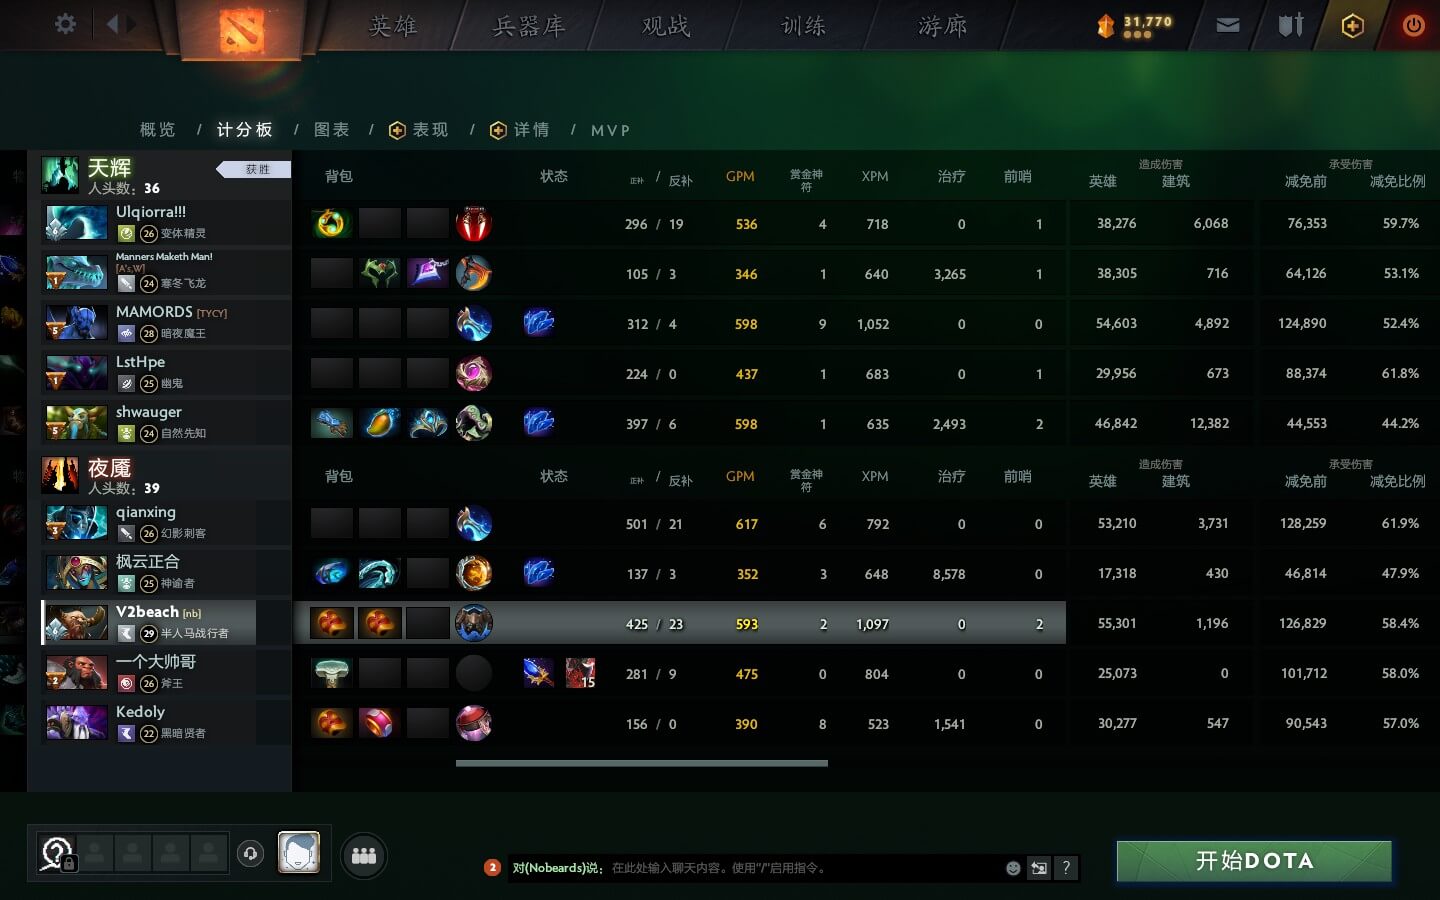 英雄 兵器库 观战 训练 游廊 31,770
概览 / 计分板 / 图表 / 表现 / 详情 / MVP
天辉 获胜
人头数：36
背包 状态 正补 / 反补 GPM 赏金神符 XPM 治疗 前哨 造成伤害 英雄 建筑 承受伤害 减免前 减免比例
Ulqiorra!!! 26 变体精灵 296 / 19 536 4 718 0 1 38,276 6,068 76,353 59.7%
Manners Maketh Man! [A's,W] 1 24 寒冬飞龙 105 / 3 346 1 640 3,265 1 38,305 716 64,126 53.1%
MAMORDS [TYCY] 5 28 暗夜魔王 312 / 4 598 9 1,052 0 0 54,603 4,892 124,890 52.4%
LstHpe 1 25 幽鬼 224 / 0 437 1 683 0 1 29,956 673 88,374 61.8%
shwauger 5 24 自然先知 397 / 6 598 1 635 2,493 2 46,842 12,382 44,553 44.2%
夜魇
人头数：39
背包 状态 正补 / 反补 GPM 赏金神符 XPM 治疗 前哨 造成伤害 英雄 建筑 承受伤害 减免前 减免比例
qianxing 3 26 幻影刺客 501 / 21 617 6 792 0 0 53,210 3,731 128,259 61.9%
枫云正合 25 神谕者 137 / 3 352 3 648 8,578 0 17,318 430 46,814 47.9%
V2beach [nb] 29 半人马战行者 425 / 23 593 2 1,097 0 2 55,301 1,196 126,829 58.4%
一个大帅哥 2 26 斧王 15 281 / 9 475 0 804 0 0 25,073 0 101,712 58.0%
Kedoly 22 黑暗贤者 156 / 0 390 8 523 1,541 0 30,277 547 90,543 57.0%
2 对(Nobeards)说： 在此处输入聊天内容。使用"/"启用指令。 ?
开始DOTA